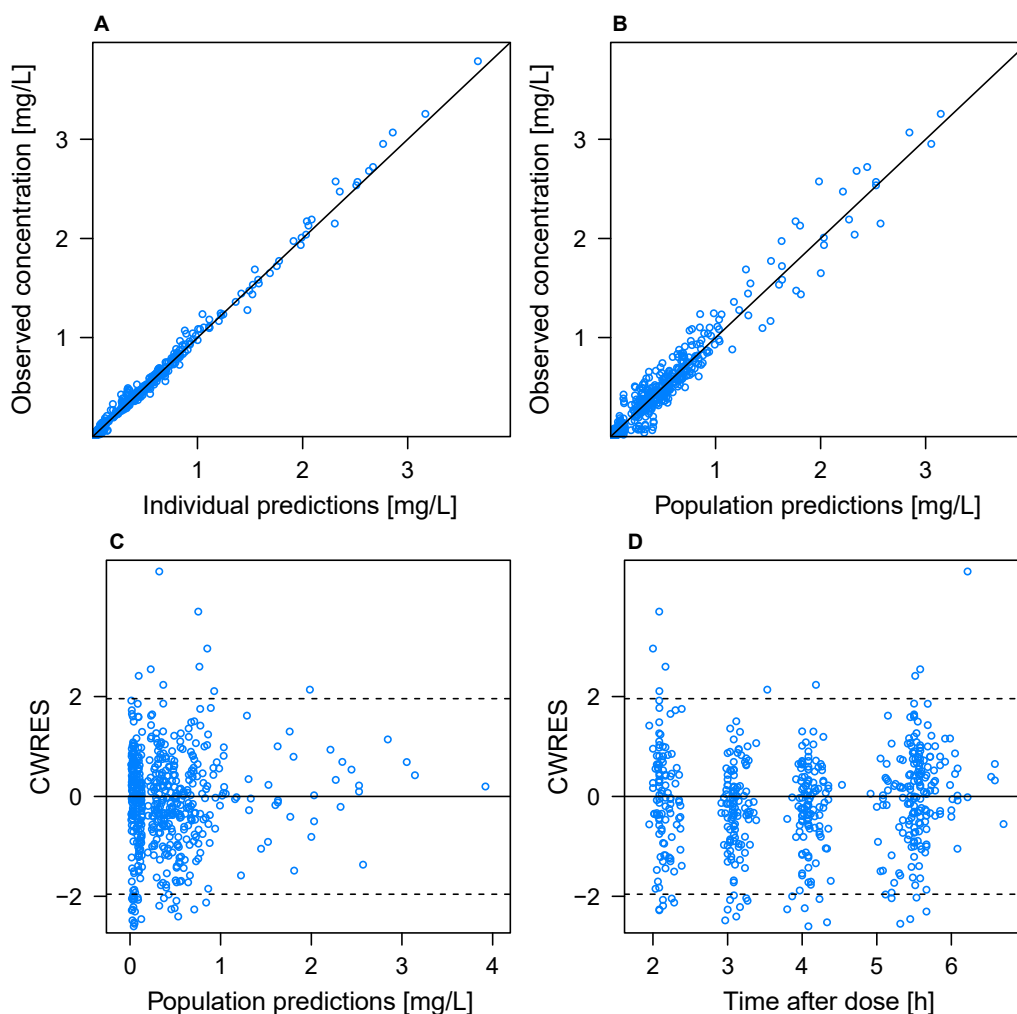 A
Observed concentration [mg/L]
3
2
1
1 2 3
Individual predictions [mg/L]
B
Observed concentration [mg/L]
3
2
1
1 2 3
Population predictions [mg/L]
C
CWRES
2
0
−2
0 1 2 3 4
Population predictions [mg/L]
D
CWRES
2
0
−2
2 3 4 5 6
Time after dose [h]